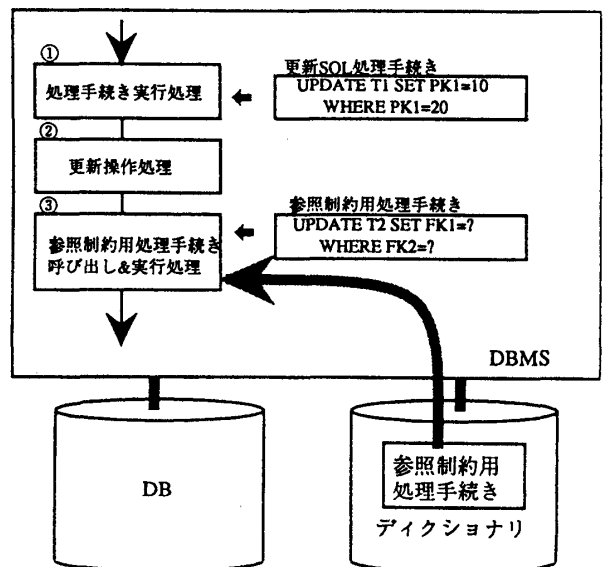 ①
処理手続き実行処理
更新SOL処理手続き
UPDATE T1 SET PK1=10
WHERE PK1=20
②
更新操作処理
③
参照制約用処理手続き
呼び出し&実行処理
参照制約用処理手続き
UPDATE T2 SET FK1=?
WHERE FK2=?
DBMS
DB
参照制約用
処理手続き
ディクショナリ